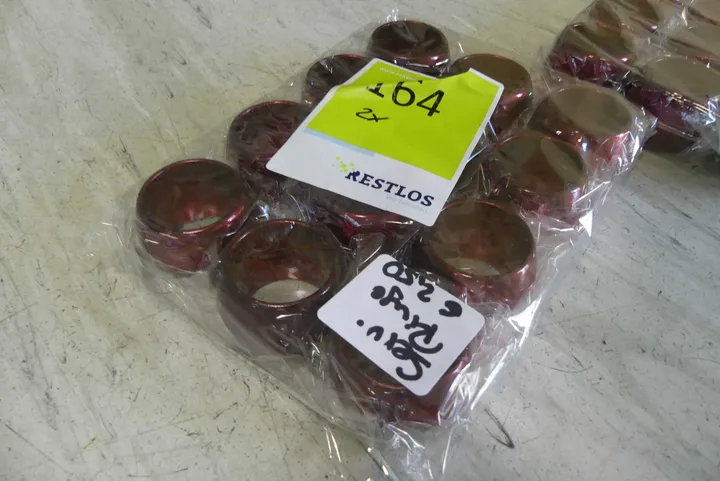 164
2x
RESTLOS
Serv.
Ringe
€ 2,50